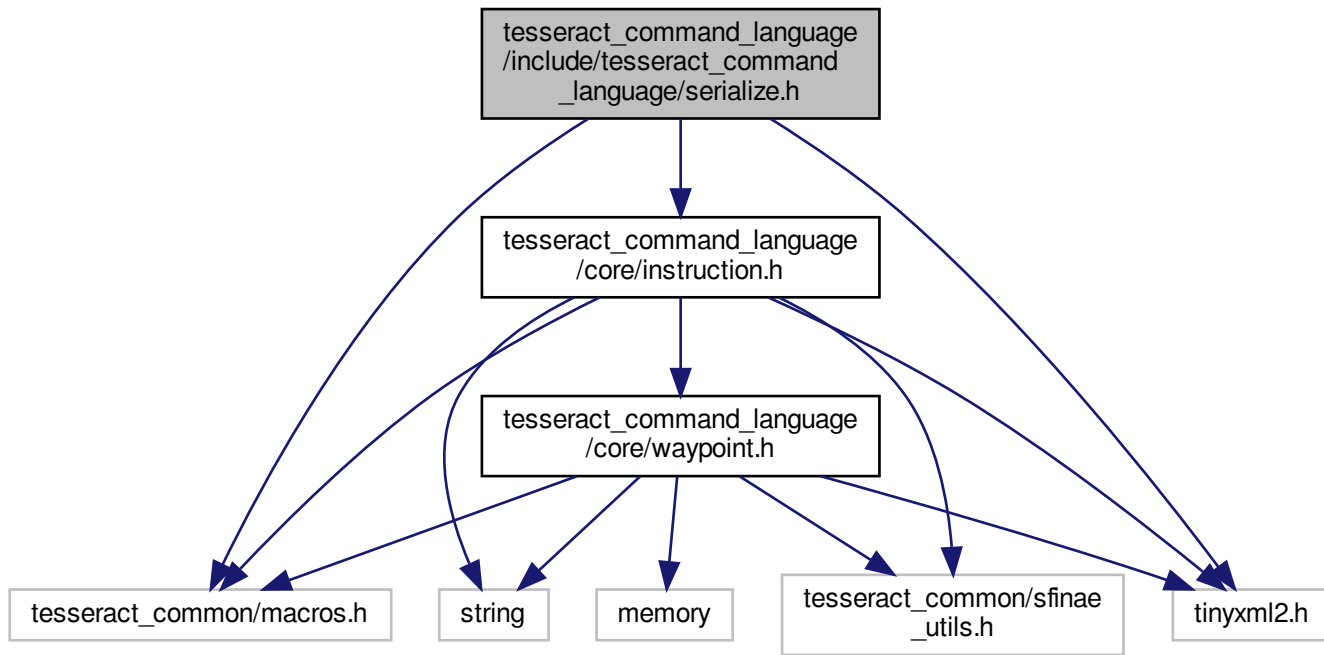 tesseract_command_language
/include/tesseract_command
_language/serialize.h
tesseract_command_language
/core/instruction.h
tesseract_command_language
/core/waypoint.h
tesseract_common/macros.h
string
memory
tesseract_common/sfinae
_utils.h
tinyxml2.h